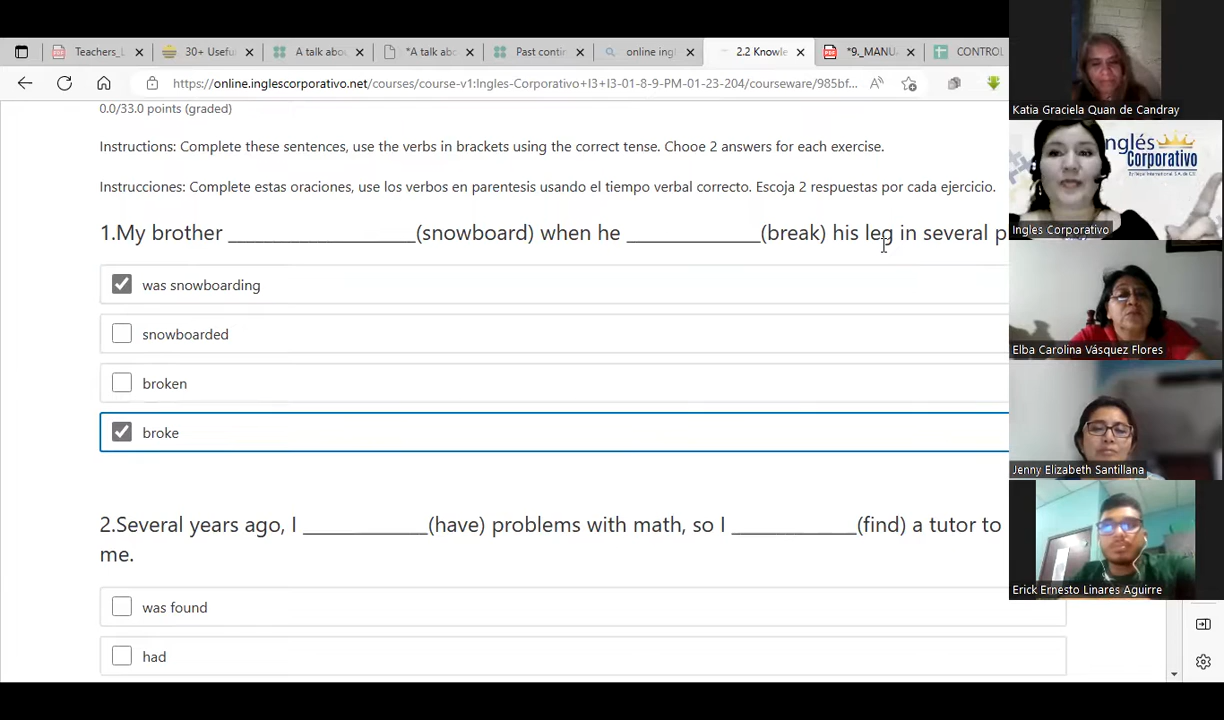 Teachers_L
30+ Usefu
A talk abou
*A talk abo
Past contin
online ingl
2.2 Knowle
*9._MANU
CONTROL
https://online.inglescorporativo.net/courses/course-v1:Ingles-Corporativo+I3+I3-01-8-9-PM-01-23-204/courseware/985bf...
0.0/33.0 points (graded)
Instructions: Complete these sentences, use the verbs in brackets using the correct tense. Chooe 2 answers for each exercise.
Instrucciones: Complete estas oraciones, use los verbos en parentesis usando el tiempo verbal correcto. Escoja 2 respuestas por cada ejercicio.
1.My brother _________________(snowboard) when he ____________(break) his leg in several p
was snowboarding
snowboarded
broken
broke
2.Several years ago, I ___________(have) problems with math, so I ___________(find) a tutor to
me.
was found
had
Katia Graciela Quan de Candray
Inglés
Corporativo
Ingles Corporativo
Elba Carolina Vásquez Flores
Jenny Elizabeth Santillana
Erick Ernesto Linares Aguirre